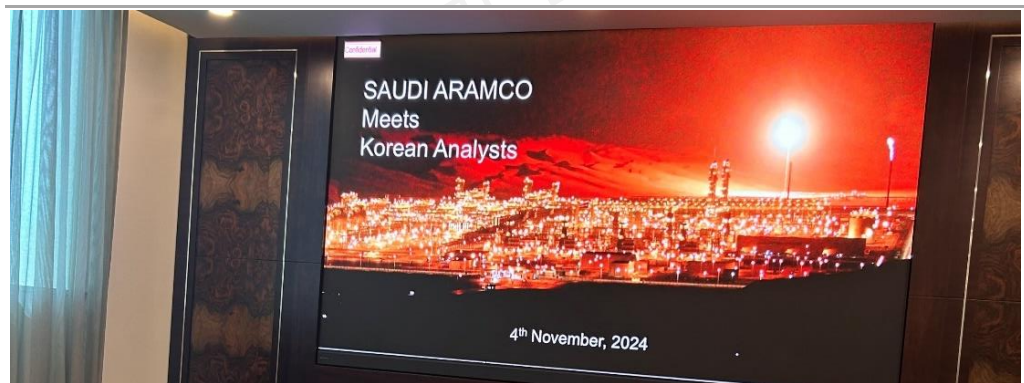 Confidential
SAUDI ARAMCO
Meets
Korean Analysts
4th November, 2024